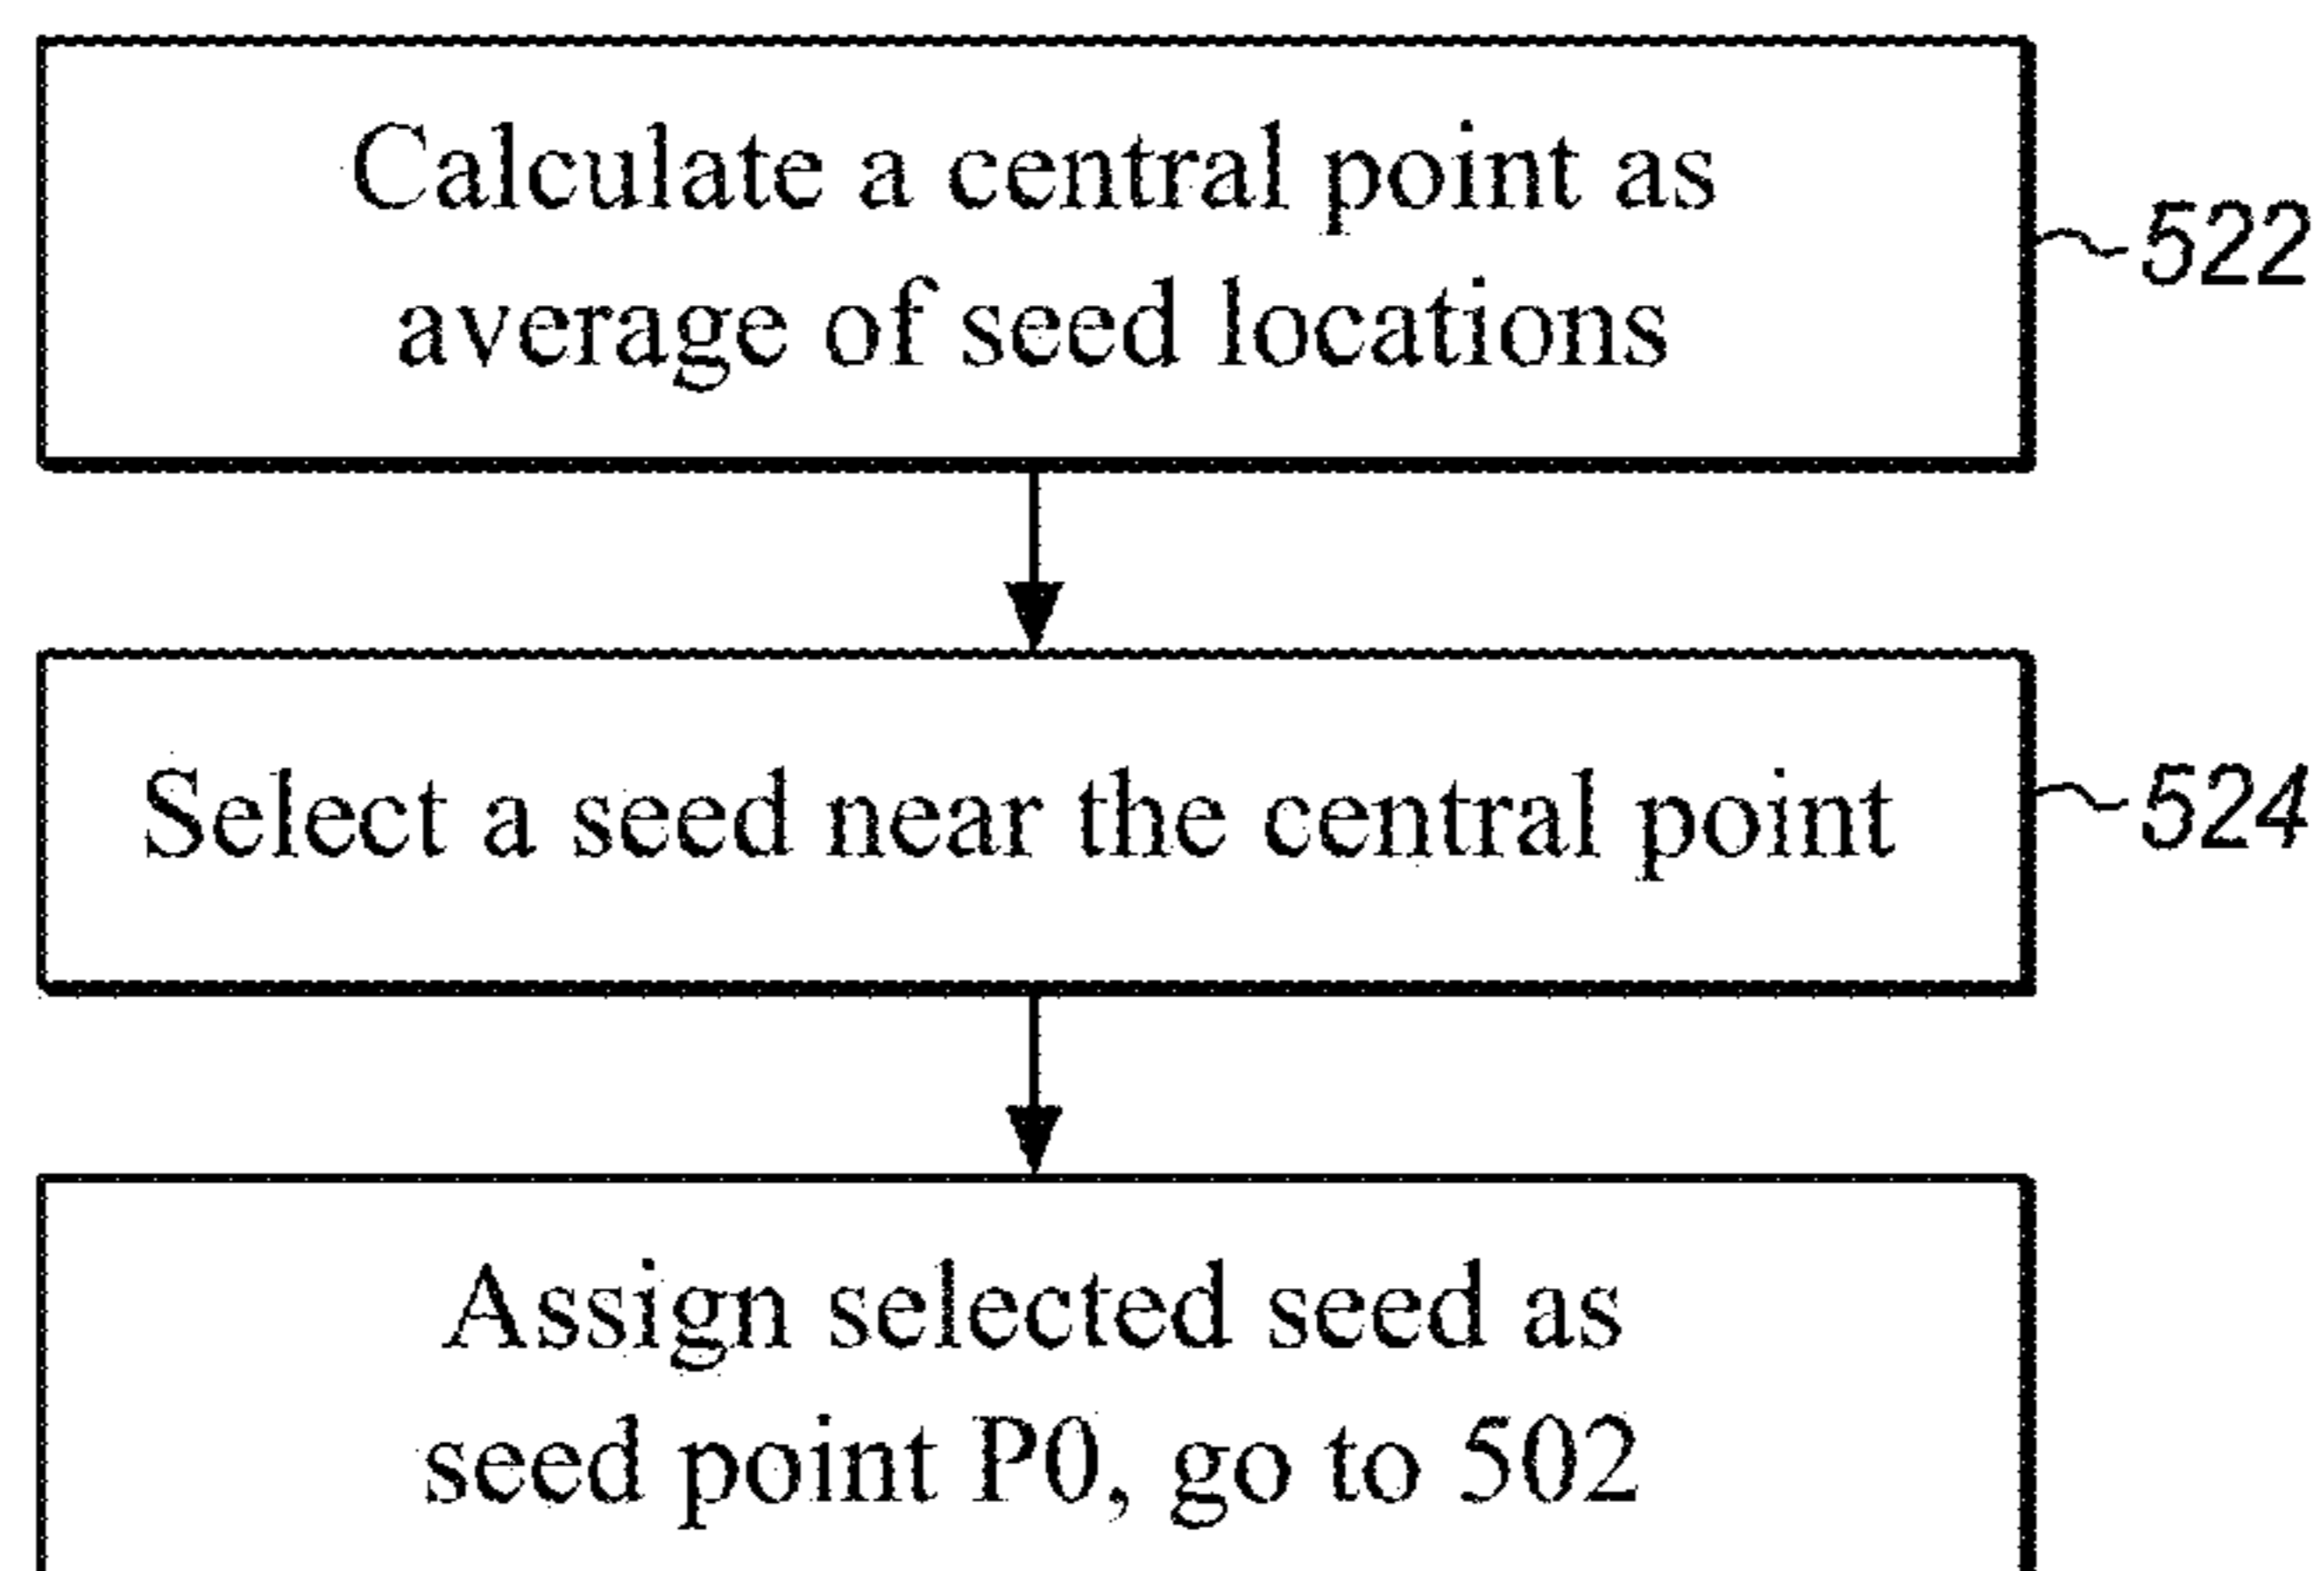 Calculate a central point as
average of seed locations
522
Select a seed near the central point
524
Assign selected seed as
seed point P0, go to 502